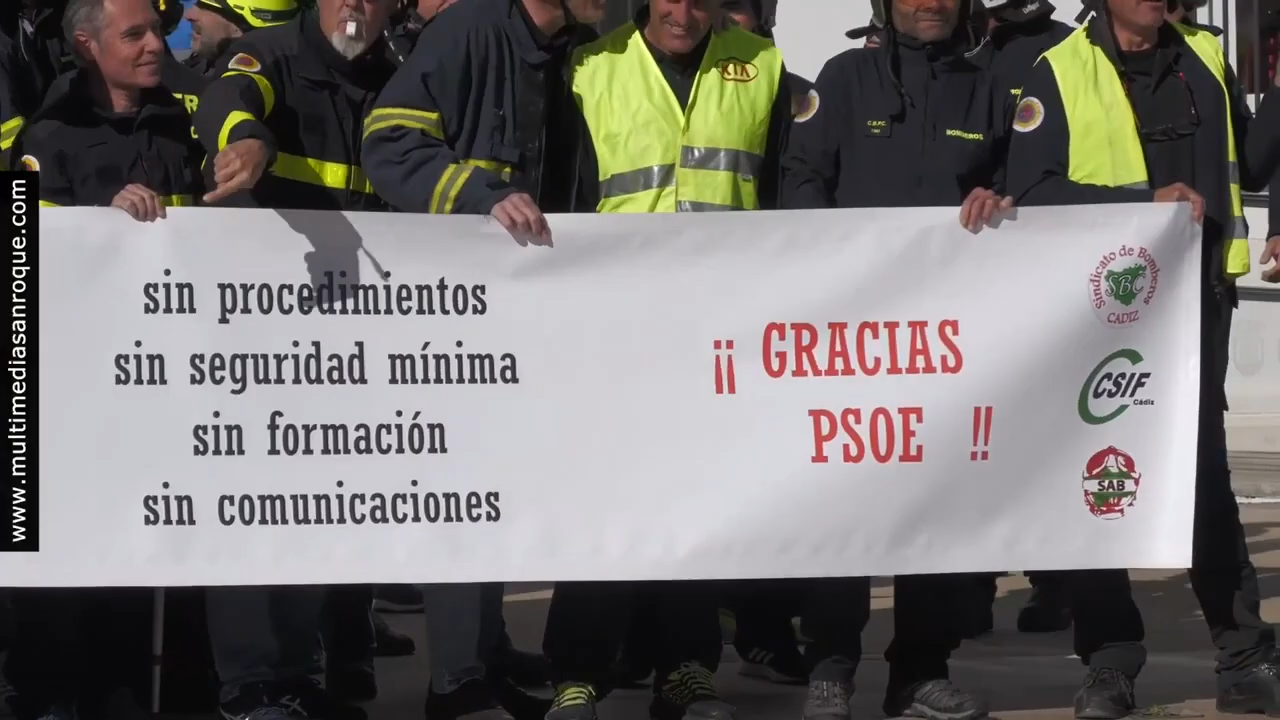 KIA
C.B.P.C.
BOMBEROS
sin procedimientos
sin seguridad mínima
sin formación
sin comunicaciones
¡¡ GRACIAS
PSOE !!
Sindicato de Bomberos
SBC
CADIZ
CSIF
Cádiz
SAB
www.multimediasanroque.com